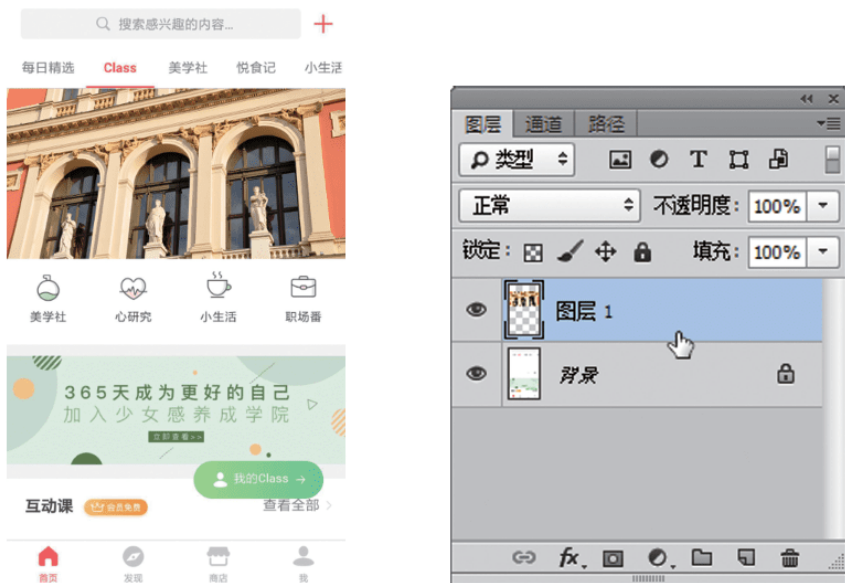 搜索感兴趣的内容...
每日精选 Class 美学社 悦食记 小生活
美学社 心研究 小生活 职场番
365天成为更好的自己
加入少女感养成学院
立即查看>>
我的Class →
互动课 会员免费 查看全部
首页 发现 商店 我
图层 通道 路径
类型
正常 不透明度: 100%
锁定: 填充: 100%
图层 1
背景
fx